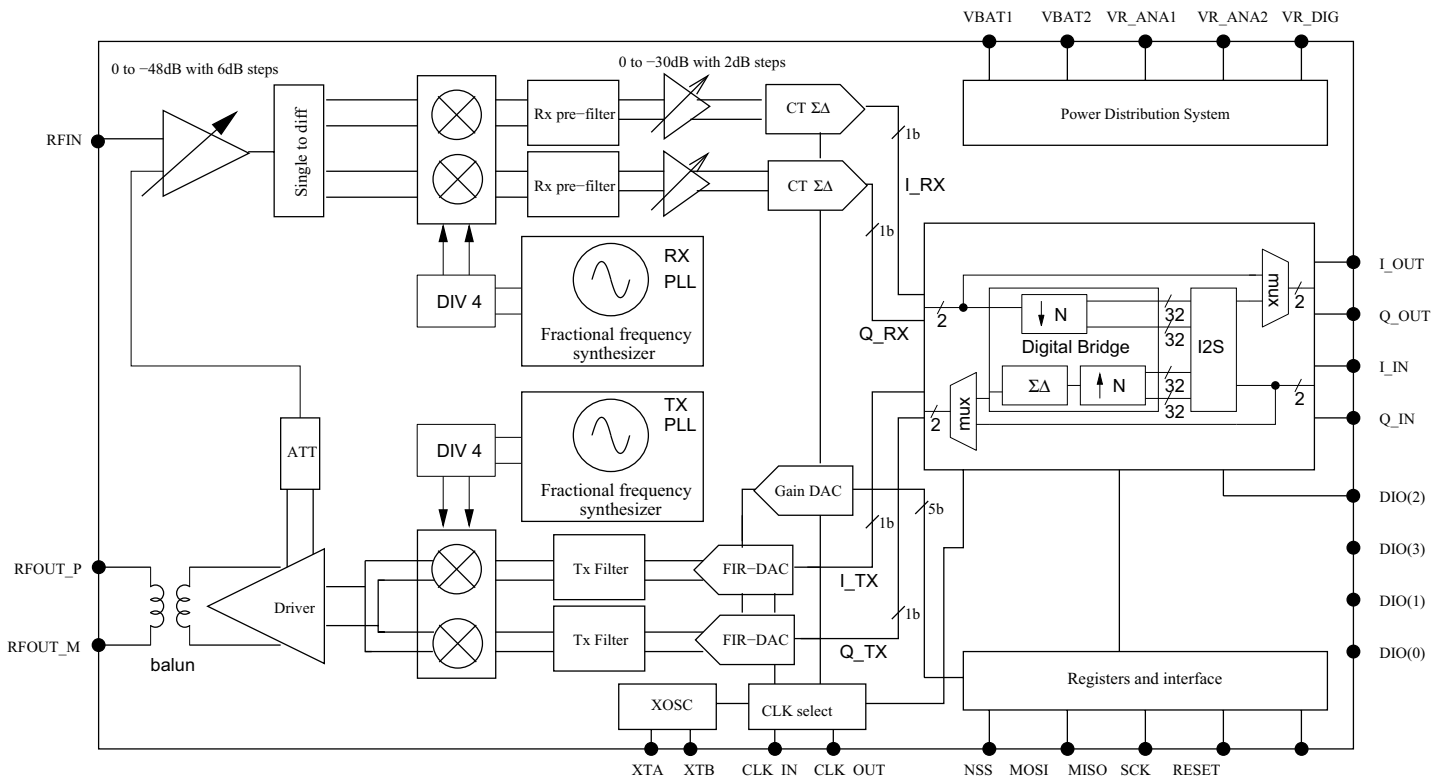 VBAT1 VBAT2 VR_ANA1 VR_ANA2 VR_DIG
0 to −48dB with 6dB steps
0 to −30dB with 2dB steps
Power Distribution System
RFIN
Single to diff
Rx pre−filter
CT ΣΔ
1b
Rx pre−filter
CT ΣΔ
I_RX
1b
RX
PLL
DIV 4
Fractional frequency
synthesizer
Q_RX
2
N
32
32
Digital Bridge
I2S
mux
2
ΣΔ
N
32
32
mux
2
2
I_OUT
Q_OUT
I_IN
Q_IN
TX
PLL
DIV 4
Fractional frequency
synthesizer
ATT
Gain DAC
5b
1b
DIO(2)
DIO(3)
DIO(1)
DIO(0)
RFOUT_P
RFOUT_M
balun
Driver
Tx Filter
FIR−DAC
I_TX
1b
Tx Filter
FIR−DAC
Q_TX
Registers and interface
XOSC
CLK select
XTA XTB CLK_IN CLK_OUT NSS MOSI MISO SCK RESET